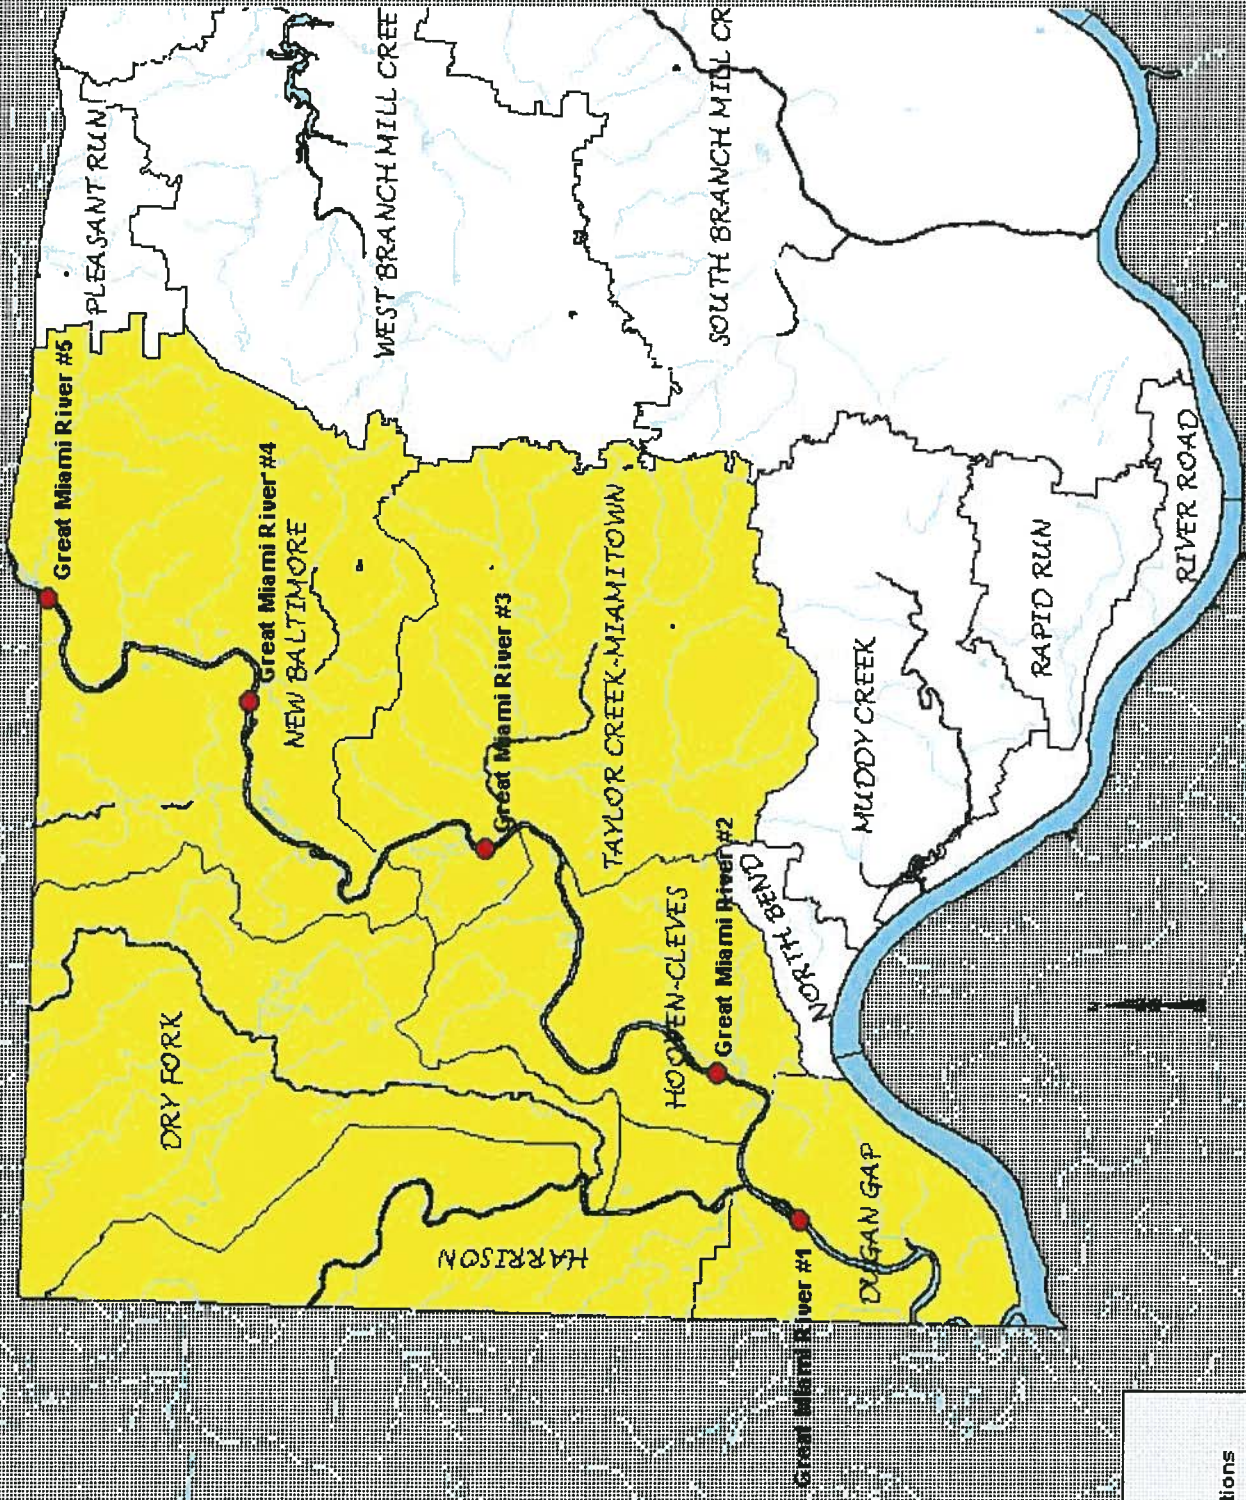 Great Miami River #5
PLEASANT RUN
Great Miami River #4
NEW BALTIMORE
WEST BRANCH MILL CREE
DRY FORK
Great Miami River #3
TAYLOR CREEK-MIAMITOWN
SOUTH BRANCH MILL CR
HARRISON
HOOVEN-CLEVES
Great Miami River #2
NORTH BEND
MUDDY CREEK
RAPID RUN
RIVER ROAD
DUGAN GAP
Great Miami River #1
tions